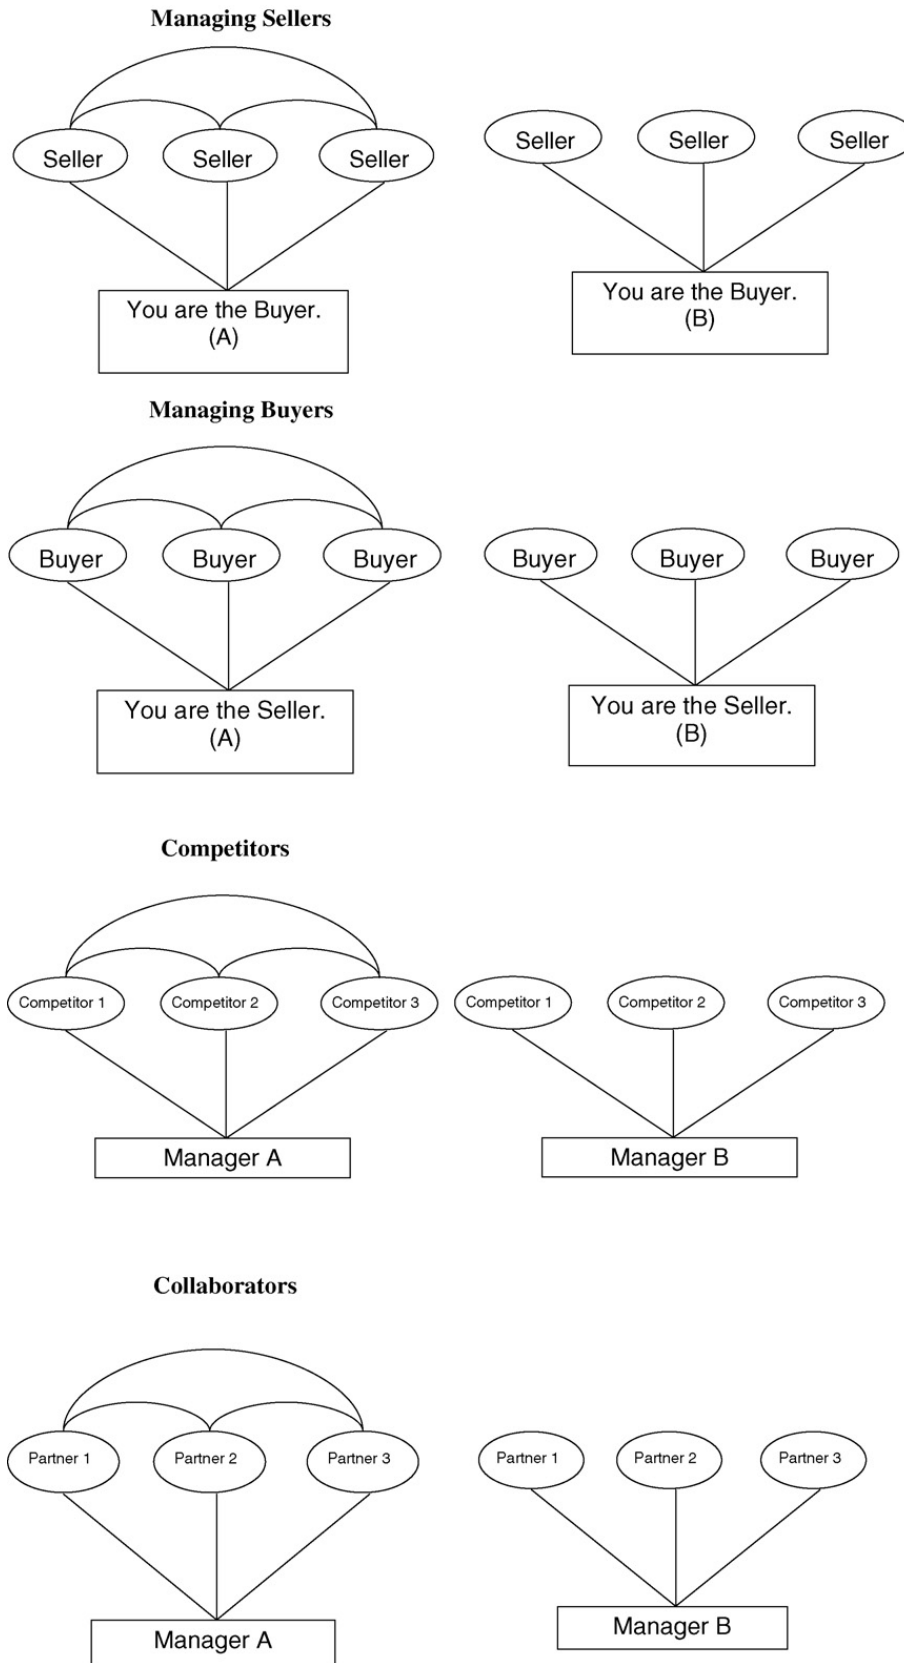 Managing Sellers
Seller
Seller
Seller
Seller
Seller
Seller
You are the Buyer.
(A)
You are the Buyer.
(B)
Managing Buyers
Buyer
Buyer
Buyer
Buyer
Buyer
Buyer
You are the Seller.
(A)
You are the Seller.
(B)
Competitors
Competitor 1
Competitor 2
Competitor 3
Competitor 1
Competitor 2
Competitor 3
Manager A
Manager B
Collaborators
Partner 1
Partner 2
Partner 3
Partner 1
Partner 2
Partner 3
Manager A
Manager B